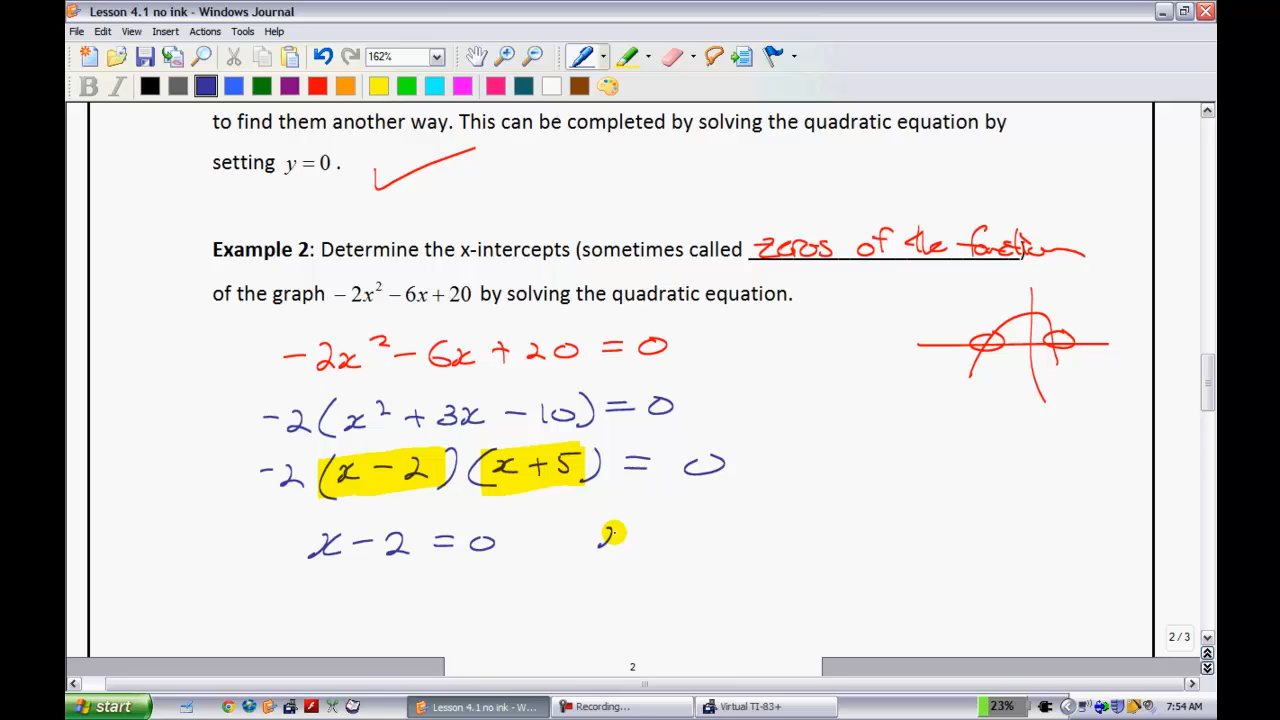 Lesson 4.1 no ink - Windows Journal
File Edit View Insert Actions Tools Help
162%
B I
to find them another way. This can be completed by solving the quadratic equation by
setting y = 0 .
Example 2: Determine the x-intercepts (sometimes called zeros of the function)
of the graph − 2x² − 6x + 20 by solving the quadratic equation.
-2x² - 6x + 20 = 0
-2(x² + 3x - 10) = 0
-2(x - 2)(x + 5) = 0
x - 2 = 0
2 / 3
2
start Lesson 4.1 no ink - W... Recording... Virtual TI-83+ 23% 7:54 AM